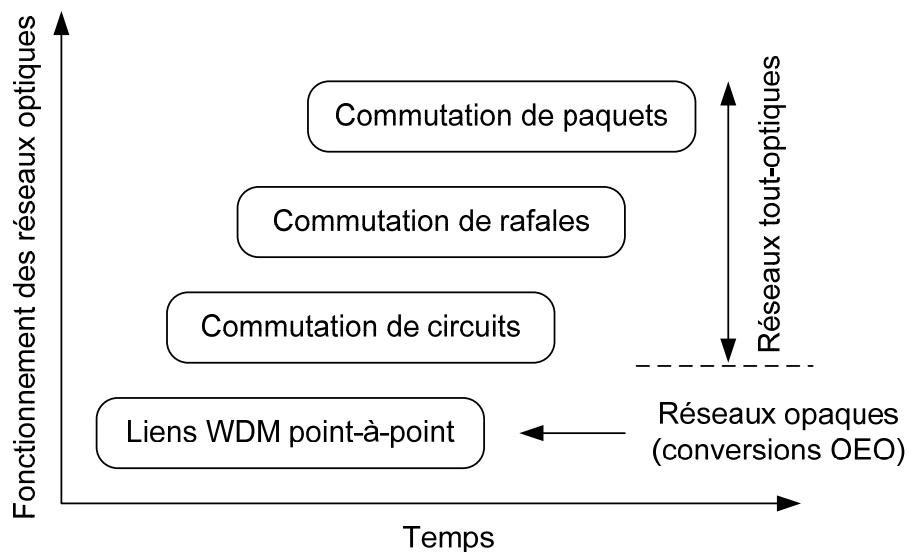 Fonctionnement des réseaux optiques
Commutation de paquets
Commutation de rafales
Commutation de circuits
Liens WDM point-à-point
Réseaux tout-optiques
Réseaux opaques
(conversions OEO)
Temps